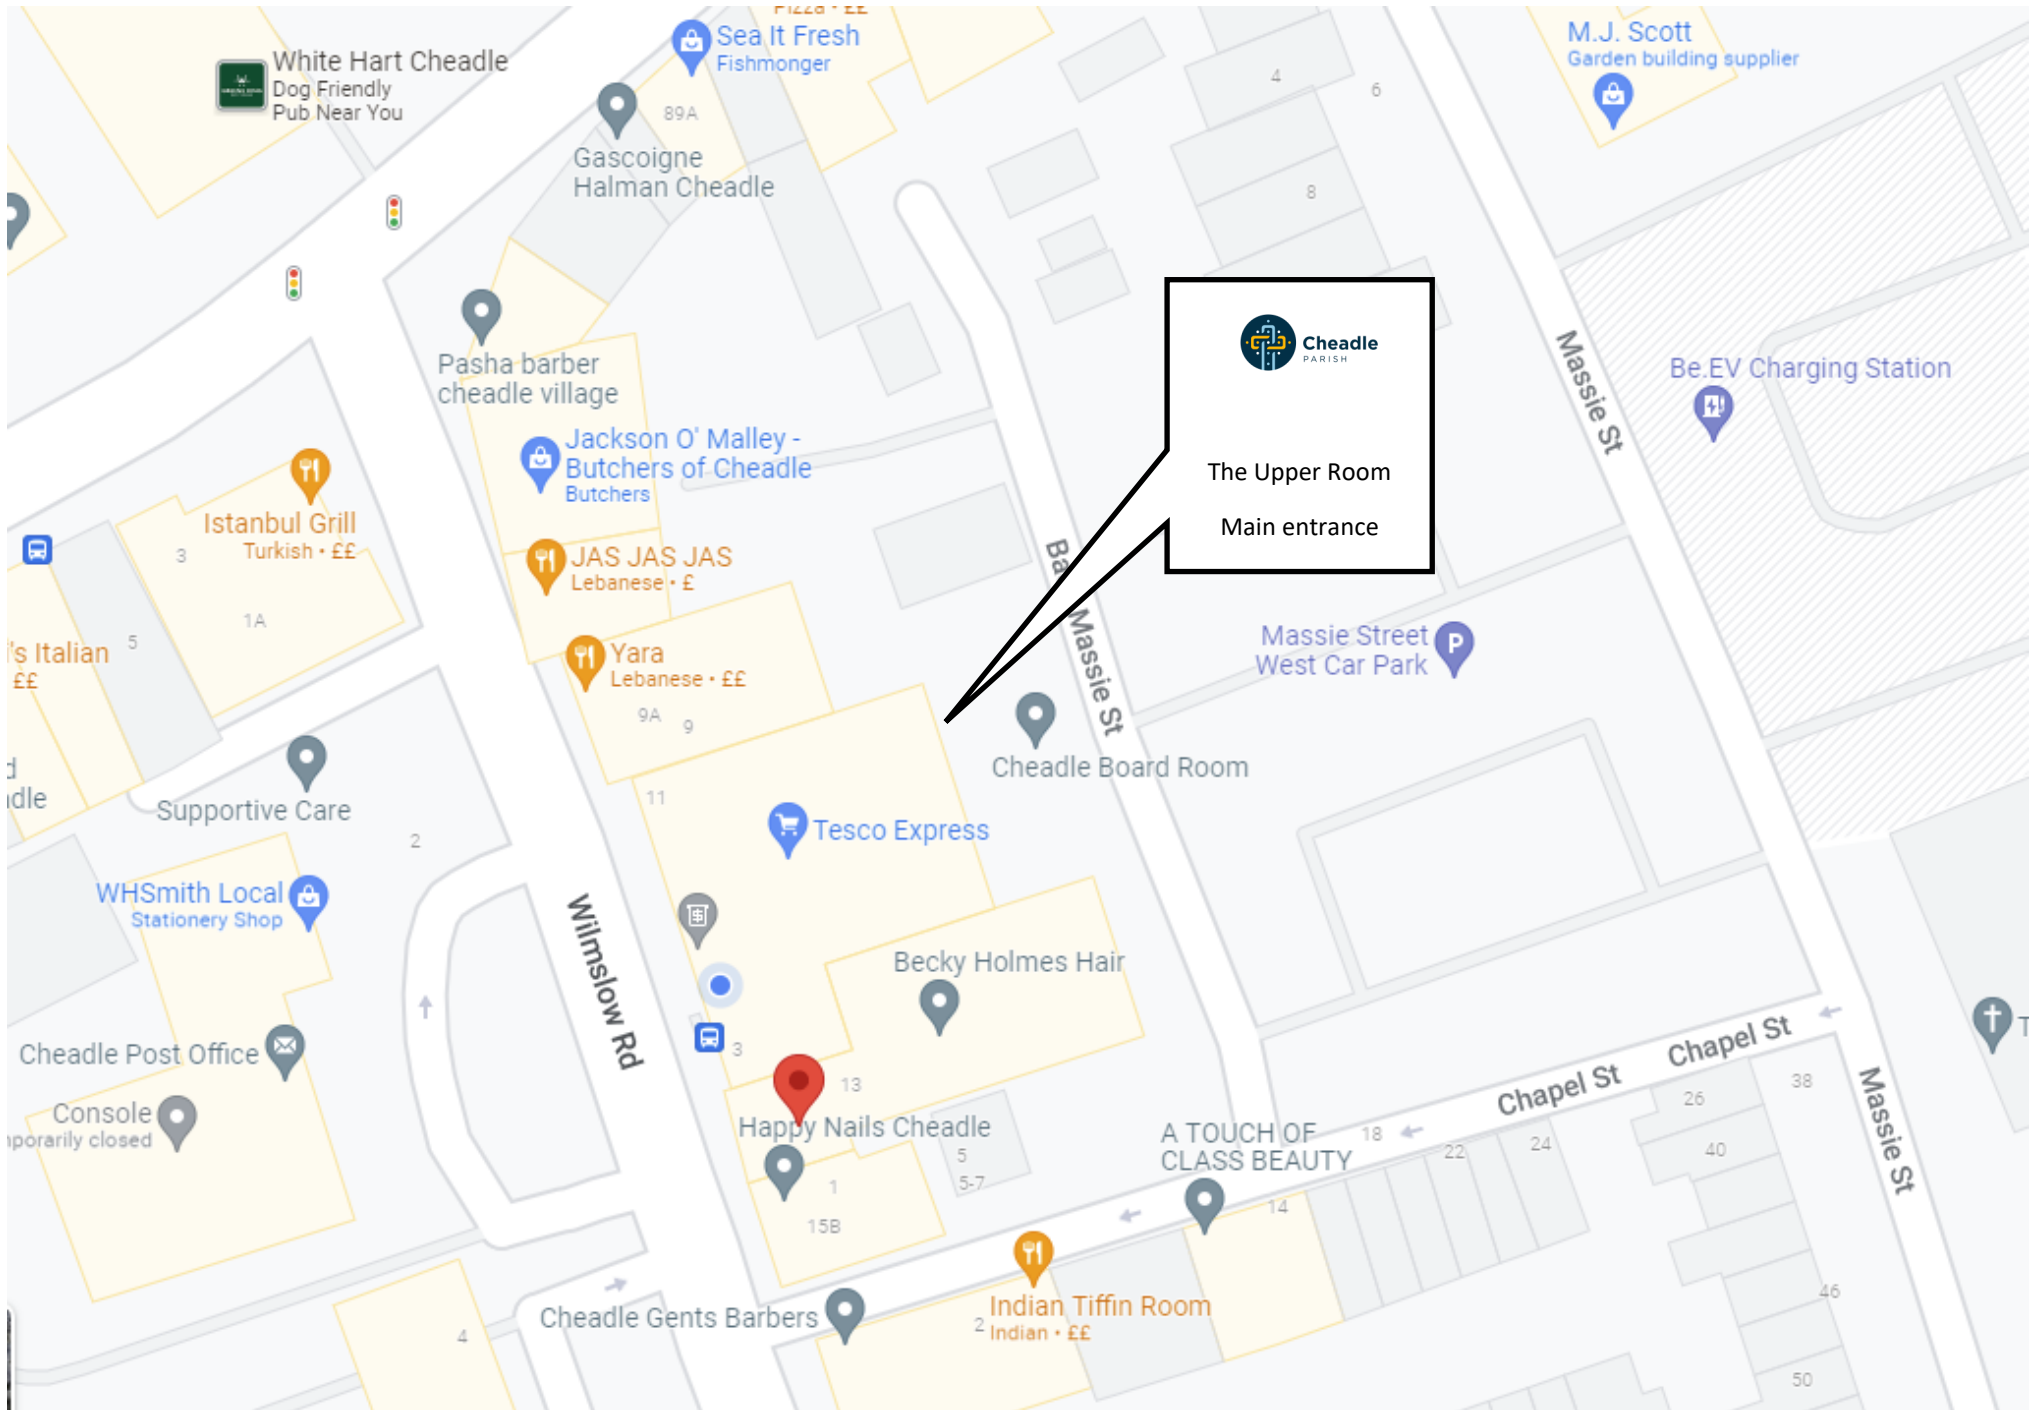 Pizza • ££
Sea It Fresh
Fishmonger
M.J. Scott
Garden building supplier
White Hart Cheadle
Dog Friendly
Pub Near You
89A
4
6
Gascoigne
Halman Cheadle
8
Cheadle
PARISH
The Upper Room
Main entrance
Pasha barber
cheadle village
Massie St
Be.EV Charging Station
Jackson O' Malley -
Butchers of Cheadle
Butchers
Istanbul Grill
Turkish • ££
3
1A
5
JAS JAS JAS
Lebanese • £
's Italian
££
Yara
Lebanese • ££
9A
9
Massie St
Massie Street
West Car Park
P
Cheadle Board Room
11
Supportive Care
2
Tesco Express
WHSmith Local
Stationery Shop
Wilmslow Rd
Becky Holmes Hair
Cheadle Post Office
3
13
Console
mporarily closed
Happy Nails Cheadle
5
5-7
1
15B
A TOUCH OF
CLASS BEAUTY
Chapel St
Chapel St
18
22
24
26
38
40
14
Massie St
Cheadle Gents Barbers
Indian Tiffin Room
Indian • ££
2
4
46
50